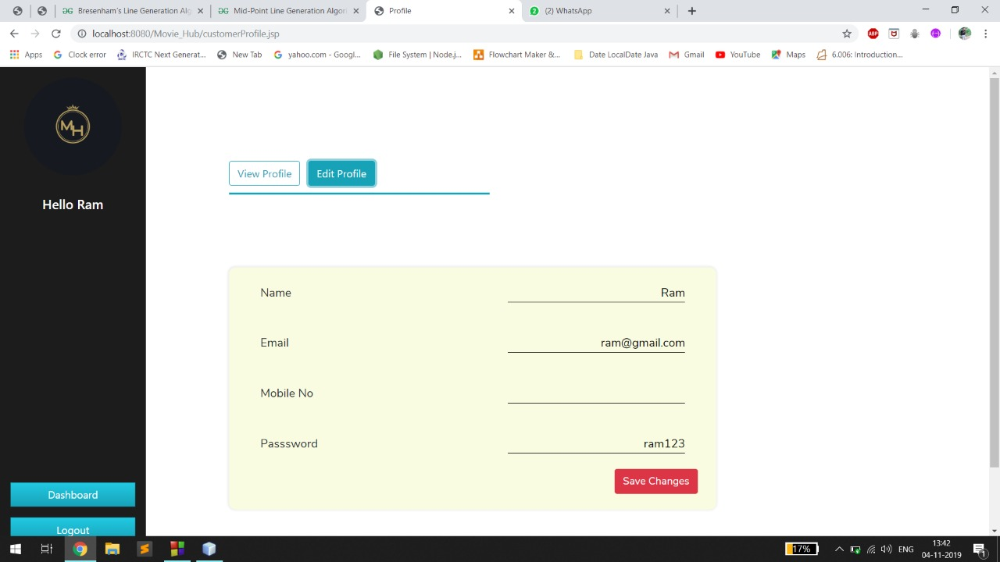 Bresenham's Line Generation Alg
Mid-Point Line Generation Algor
Profile
(2) WhatsApp
localhost:8080/Movie_Hub/customerProfile.jsp
ABP
Apps
Clock error
IRCTC Next Generat...
New Tab
yahoo.com - Googl...
File System | Node.j...
Flowchart Maker &...
Date LocalDate Java
Gmail
YouTube
Maps
6.006: Introduction...
MH
Hello Ram
View Profile
Edit Profile
Name
Ram
Email
ram@gmail.com
Mobile No
Passsword
ram123
Save Changes
Dashboard
Logout
17%
ENG
13:42
04-11-2019
1